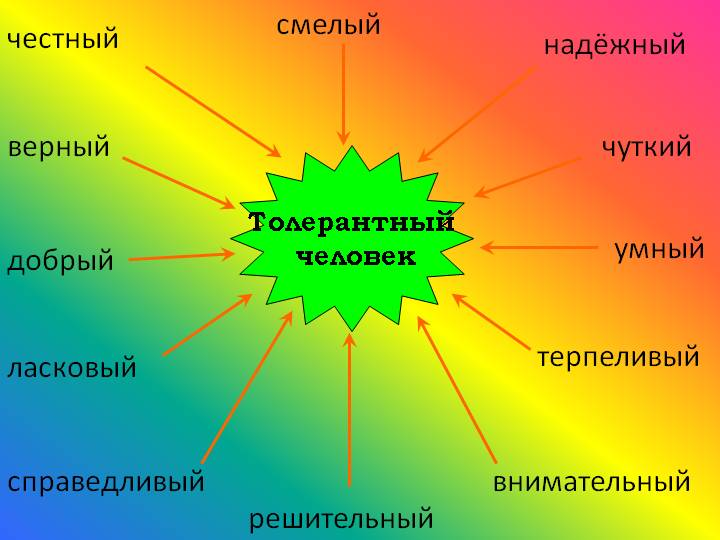 честный
смелый
надёжный
верный
чуткий
Толерантный
человек
добрый
умный
ласковый
терпеливый
справедливый
внимательный
решительный